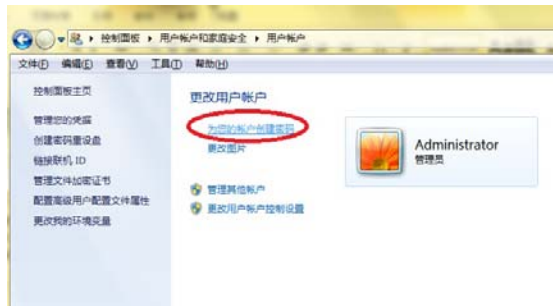 控制面板 ▸ 用户帐户和家庭安全 ▸ 用户帐户
文件(F) 编辑(E) 查看(V) 工具(T) 帮助(H)
控制面板主页
管理您的凭据
创建密码重设盘
链接联机 ID
管理文件加密证书
配置高级用户配置文件属性
更改我的环境变量
更改用户帐户
为您的帐户创建密码
更改图片
管理其他帐户
更改用户帐户控制设置
Administrator
管理员